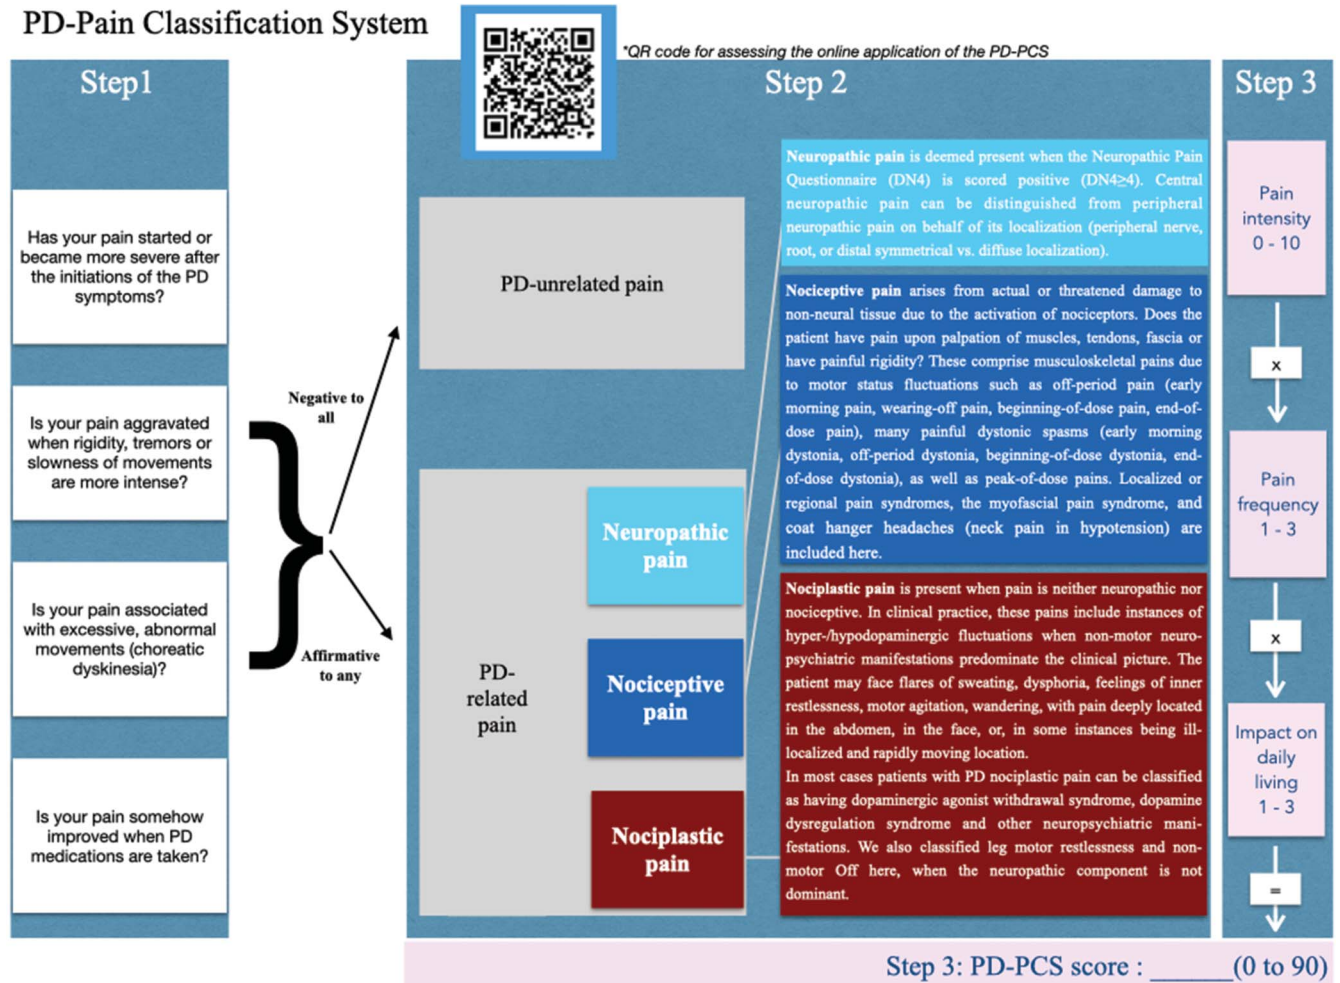 PD-Pain Classification System
*QR code for assessing the online application of the PD-PCS
Step1
Has your pain started or
became more severe after
the initiations of the PD
symptoms?
Is your pain aggravated
when rigidity, tremors or
slowness of movements
are more intense?
Is your pain associated
with excessive, abnormal
movements (choreatic
dyskinesia)?
Is your pain somehow
improved when PD
medications are taken?
Negative to
all
Affirmative
to any
Step 2
PD-unrelated pain
PD-
related
pain
Neuropathic
pain
Nociceptive
pain
Nociplastic
pain
Neuropathic pain is deemed present when the Neuropathic Pain
Questionnaire (DN4) is scored positive (DN4≥4). Central
neuropathic pain can be distinguished from peripheral
neuropathic pain on behalf of its localization (peripheral nerve,
root, or distal symmetrical vs. diffuse localization).
Nociceptive pain arises from actual or threatened damage to
non-neural tissue due to the activation of nociceptors. Does the
patient have pain upon palpation of muscles, tendons, fascia or
have painful rigidity? These comprise musculoskeletal pains due
to motor status fluctuations such as off-period pain (early
morning pain, wearing-off pain, beginning-of-dose pain, end-of-
dose pain), many painful dystonic spasms (early morning
dystonia, off-period dystonia, beginning-of-dose dystonia, end-
of-dose dystonia), as well as peak-of-dose pains. Localized or
regional pain syndromes, the myofascial pain syndrome, and
coat hanger headaches (neck pain in hypotension) are
included here.
Nociplastic pain is present when pain is neither neuropathic nor
nociceptive. In clinical practice, these pains include instances of
hyper-/hypodopaminergic fluctuations when non-motor neuro-
psychiatric manifestations predominate the clinical picture. The
patient may face flares of sweating, dysphoria, feelings of inner
restlessness, motor agitation, wandering, with pain deeply located
in the abdomen, in the face, or, in some instances being ill-
localized and rapidly moving location.
In most cases patients with PD nociplastic pain can be classified
as having dopaminergic agonist withdrawal syndrome, dopamine
dysregulation syndrome and other neuropsychiatric mani-
festations. We also classified leg motor restlessness and non-
motor Off here, when the neuropathic component is not
dominant.
Step 3
Pain
intensity
0 - 10
x
Pain
frequency
1 - 3
x
Impact on
daily
living
1 - 3
=
Step 3: PD-PCS score : ______(0 to 90)